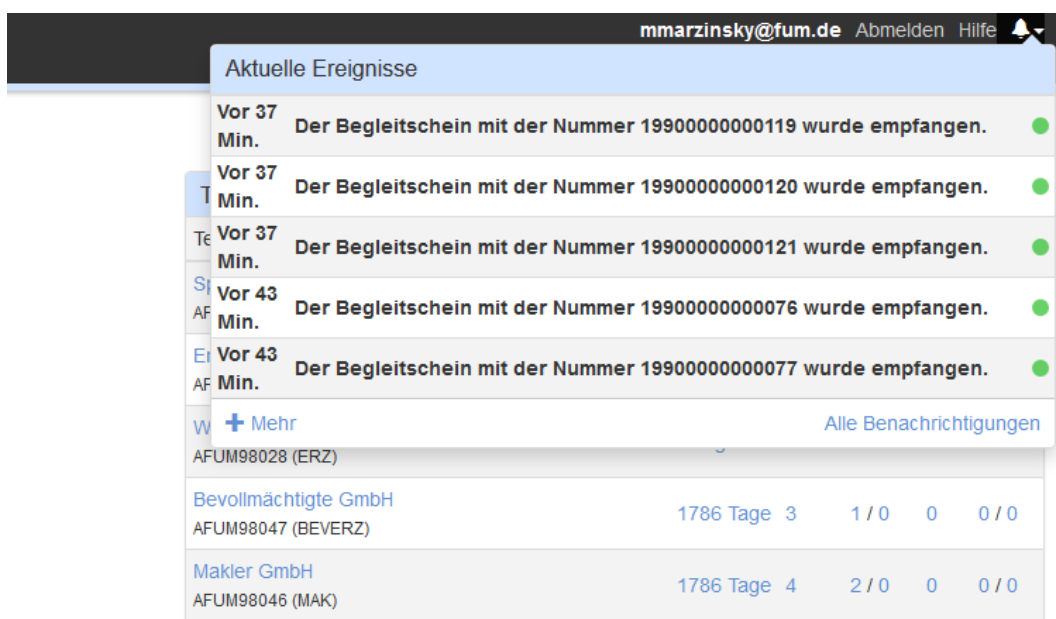 mmarzinsky@fum.de Abmelden Hilfe
Aktuelle Ereignisse
Vor 37 Min. Der Begleitschein mit der Nummer 19900000000119 wurde empfangen.
Vor 37 Min. Der Begleitschein mit der Nummer 19900000000120 wurde empfangen.
Vor 37 Min. Der Begleitschein mit der Nummer 19900000000121 wurde empfangen.
Vor 43 Min. Der Begleitschein mit der Nummer 19900000000076 wurde empfangen.
Vor 43 Min. Der Begleitschein mit der Nummer 19900000000077 wurde empfangen.
Mehr Alle Benachrichtigungen
AFUM98028 (ERZ)
Bevollmächtigte GmbH
AFUM98047 (BEVERZ)
1786 Tage 3 1 / 0 0 0 / 0
Makler GmbH
AFUM98046 (MAK)
1786 Tage 4 2 / 0 0 0 / 0